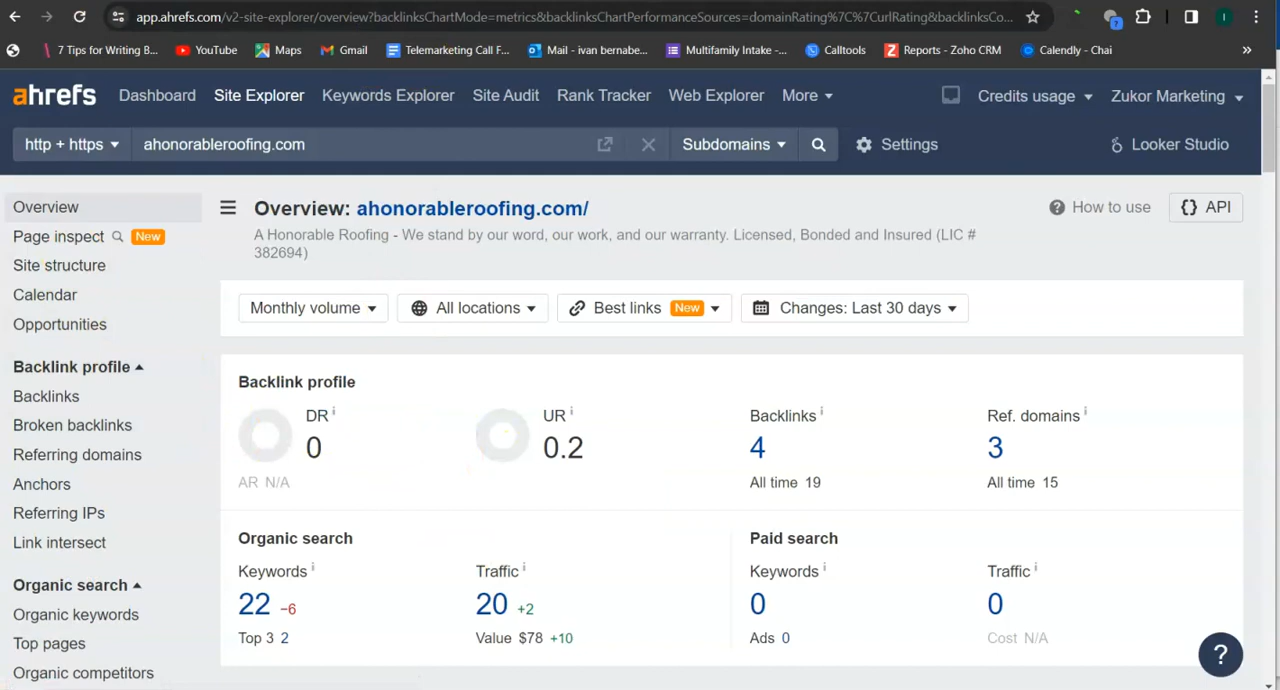 app.ahrefs.com/v2-site-explorer/overview?backlinksChartMode=metrics&backlinksChartPerformanceSources=domainRating%7C%7CurlRating&backlinksCo...
7
I
7 Tips for Writing B...
YouTube
Maps
Gmail
Telemarketing Call F...
Mail - ivan bernabe...
Multifamily Intake -...
Calltools
Reports - Zoho CRM
Calendly - Chai
»
ahrefs
Dashboard
Site Explorer
Keywords Explorer
Site Audit
Rank Tracker
Web Explorer
More
Credits usage
Zukor Marketing
http + https
ahonorableroofing.com
Subdomains
Settings
Looker Studio
Overview
Page inspect New
Site structure
Calendar
Opportunities
Backlink profile
Backlinks
Broken backlinks
Referring domains
Anchors
Referring IPs
Link intersect
Organic search
Organic keywords
Top pages
Organic competitors
Overview: ahonorableroofing.com/
How to use
{} API
A Honorable Roofing - We stand by our word, our work, and our warranty. Licensed, Bonded and Insured (LIC #
382694)
Monthly volume
All locations
Best links New
Changes: Last 30 days
Backlink profile
DR i
0
AR N/A
UR i
0.2
Backlinks i
4
All time 19
Ref. domains i
3
All time 15
Organic search
Keywords i
22 −6
Top 3 2
Traffic i
20 +2
Value $78 +10
Paid search
Keywords i
0
Ads 0
Traffic i
0
Cost N/A
?